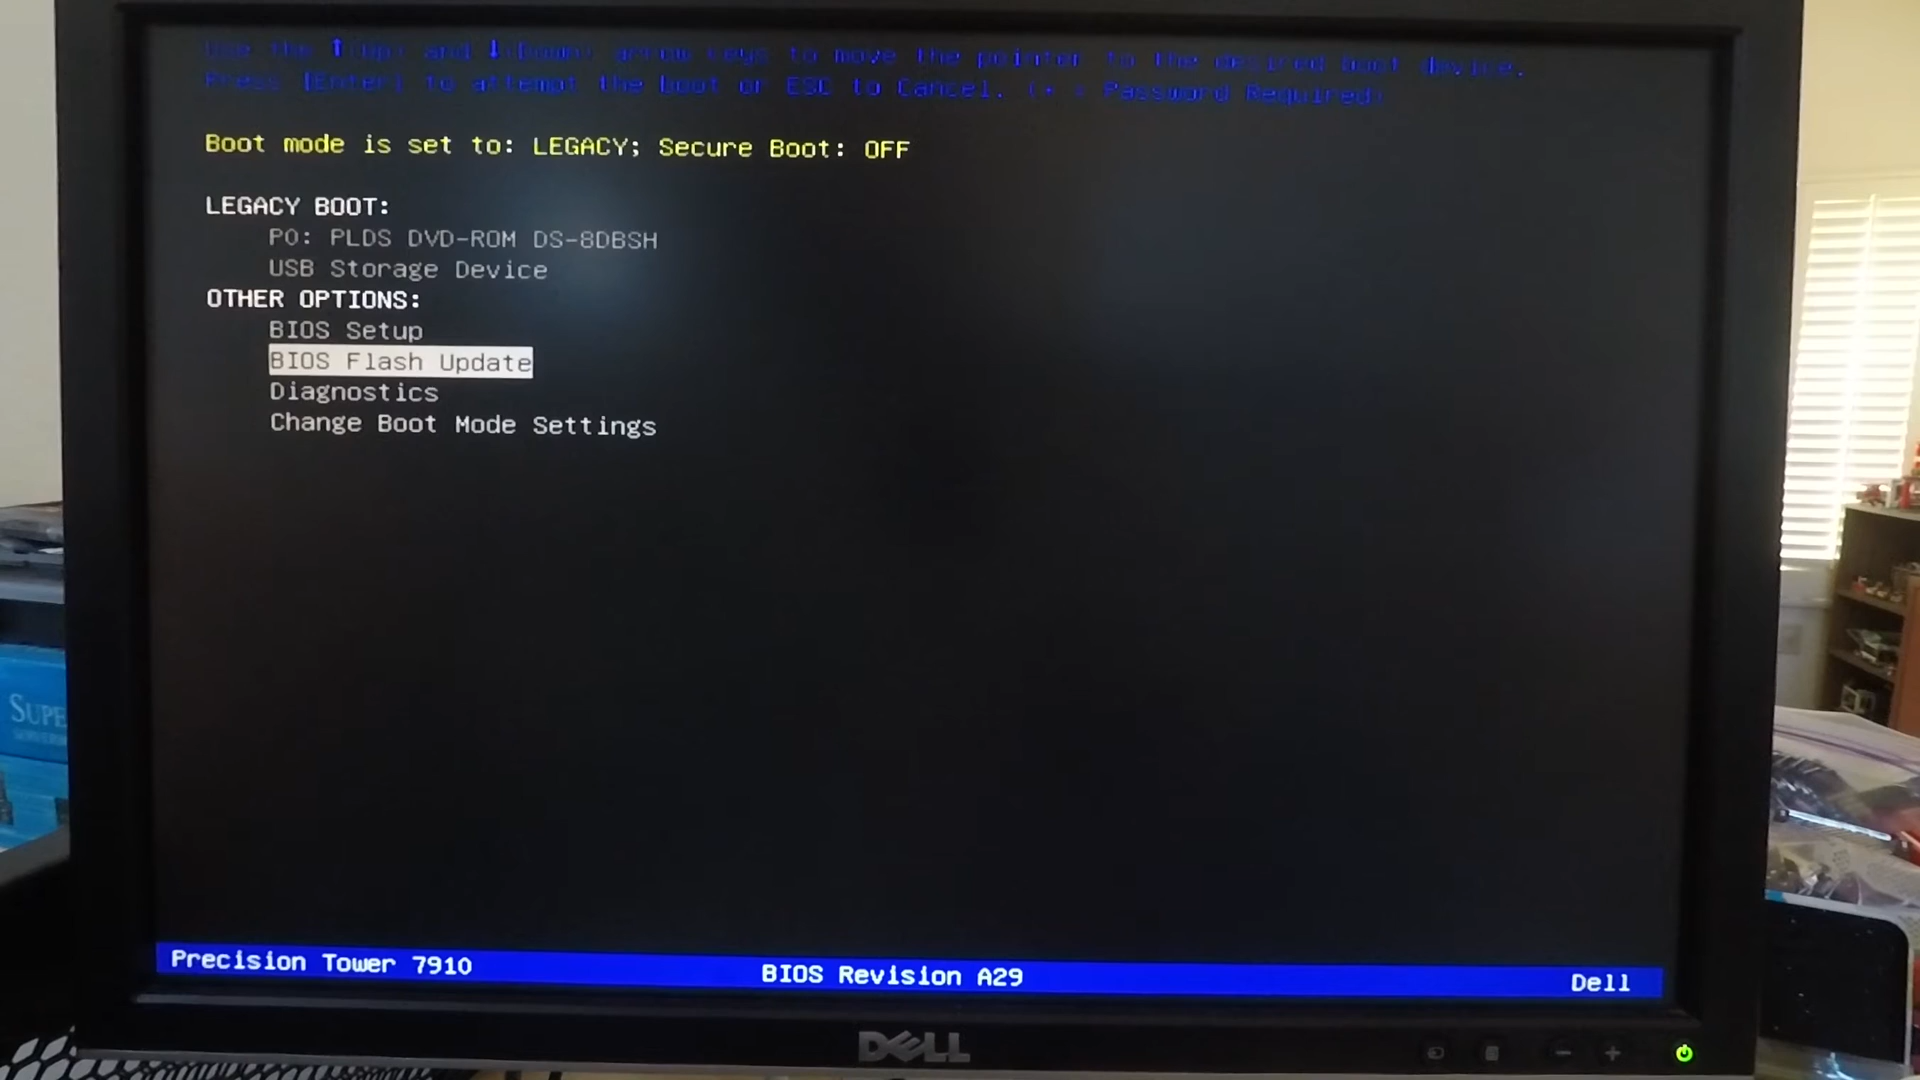 Use the ↑(Up) and ↓(Down) arrow keys to move the pointer to the desired boot device.
Press [Enter] to attempt the boot or ESC to Cancel. (* = Password Required)
Boot mode is set to: LEGACY; Secure Boot: OFF
LEGACY BOOT:
P0: PLDS DVD-ROM DS-8DBSH
USB Storage Device
OTHER OPTIONS:
BIOS Setup
BIOS Flash Update
Diagnostics
Change Boot Mode Settings
SUPE
Precision Tower 7910
BIOS Revision A29
Dell
DELL